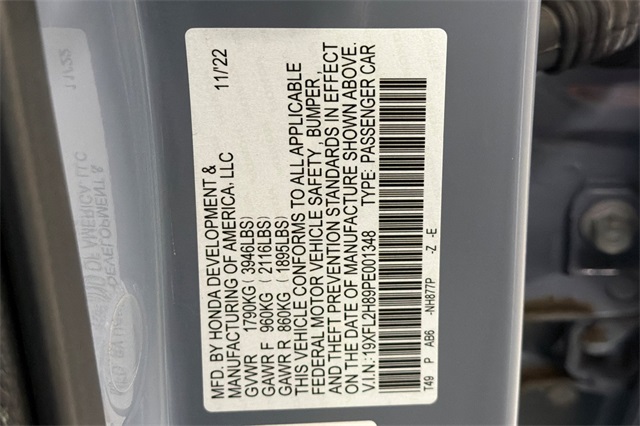 MFD. BY HONDA DEVELOPMENT & 11/22
MANUFACTURING OF AMERICA, LLC
GVWR 1790KG (3946LBS)
GAWR F 960KG (2116LBS)
GAWR R 860KG (1895LBS)
THIS VEHICLE CONFORMS TO ALL APPLICABLE
FEDERAL MOTOR VEHICLE SAFETY, BUMPER,
AND THEFT PREVENTION STANDARDS IN EFFECT
ON THE DATE OF MANUFACTURE SHOWN ABOVE.
V.I.N.:19XFL2H89PE001348 TYPE: PASSENGER CAR
T49 P AB6 -NH877P -Z -E